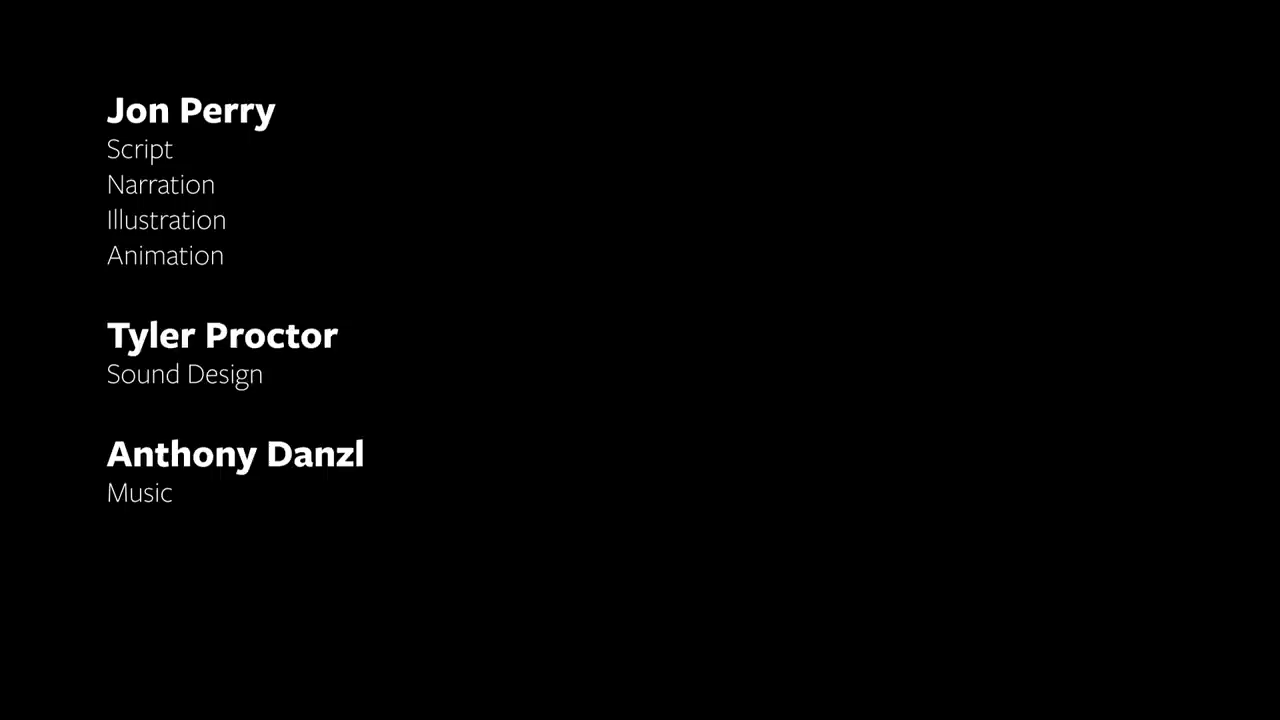 Jon Perry
Script
Narration
Illustration
Animation
Tyler Proctor
Sound Design
Anthony Danzl
Music